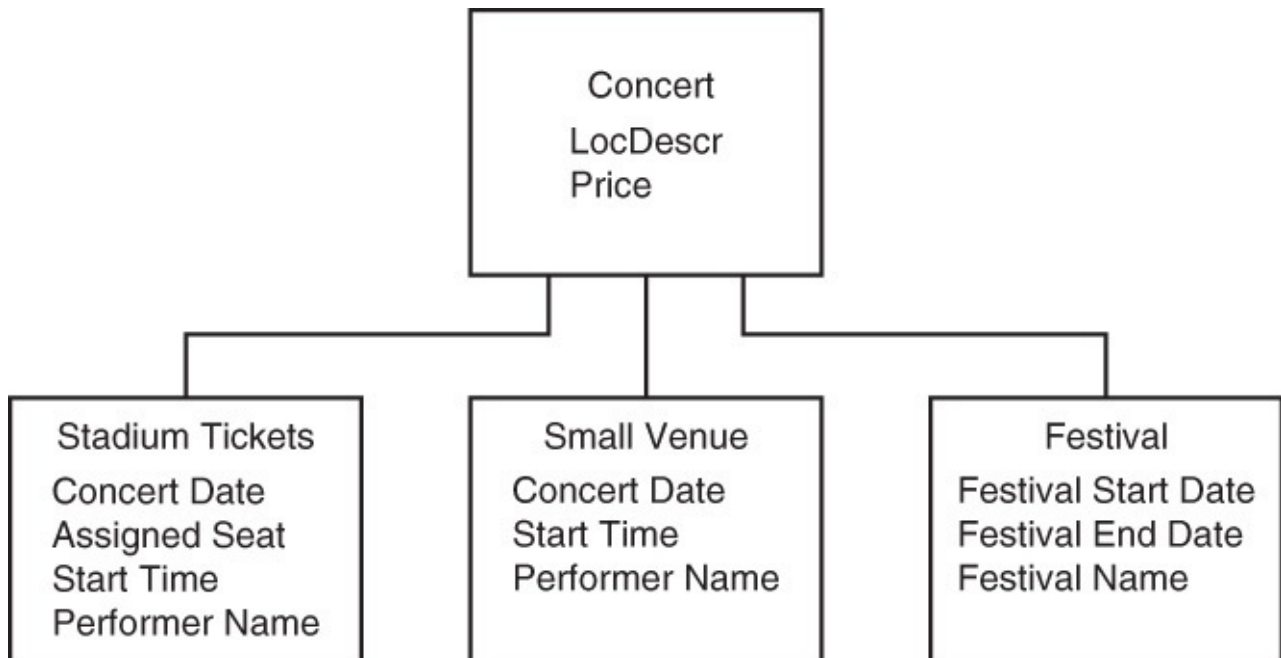 Concert
LocDescr
Price
Stadium Tickets
Concert Date
Assigned Seat
Start Time
Performer Name
Small Venue
Concert Date
Start Time
Performer Name
Festival
Festival Start Date
Festival End Date
Festival Name